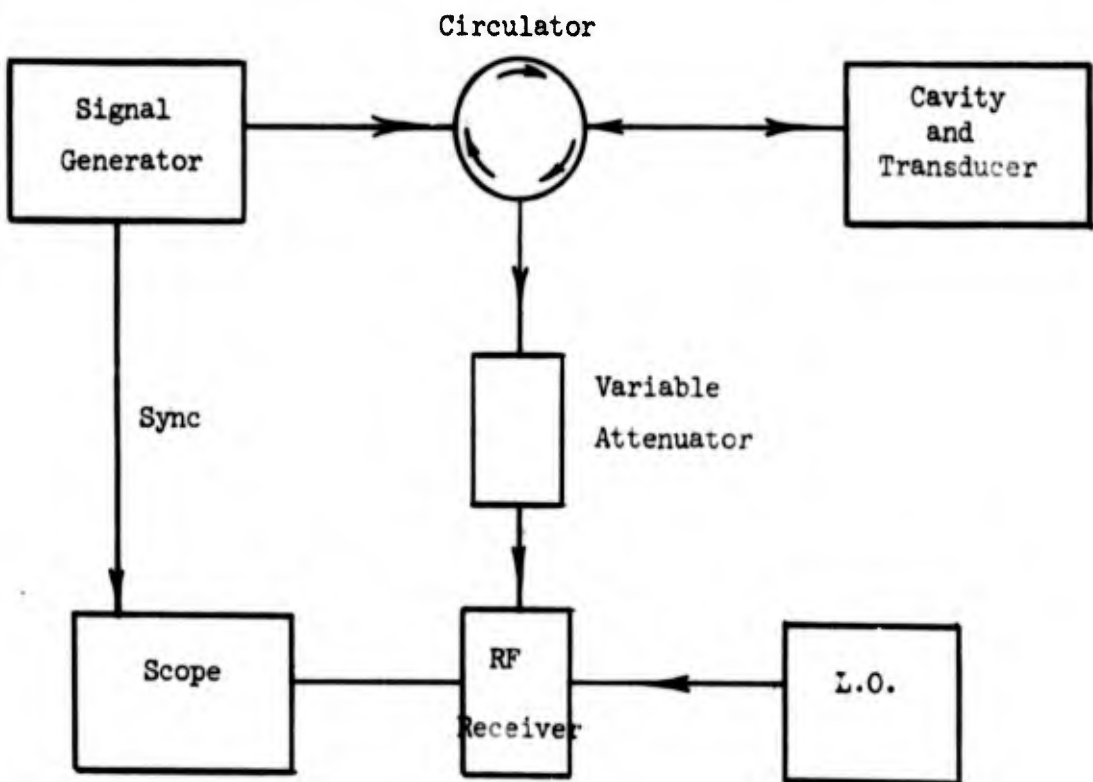 Circulator
Signal
Generator
Cavity
and
Transducer
Variable
Attenuator
Sync
Scope
RF
Receiver
L.O.